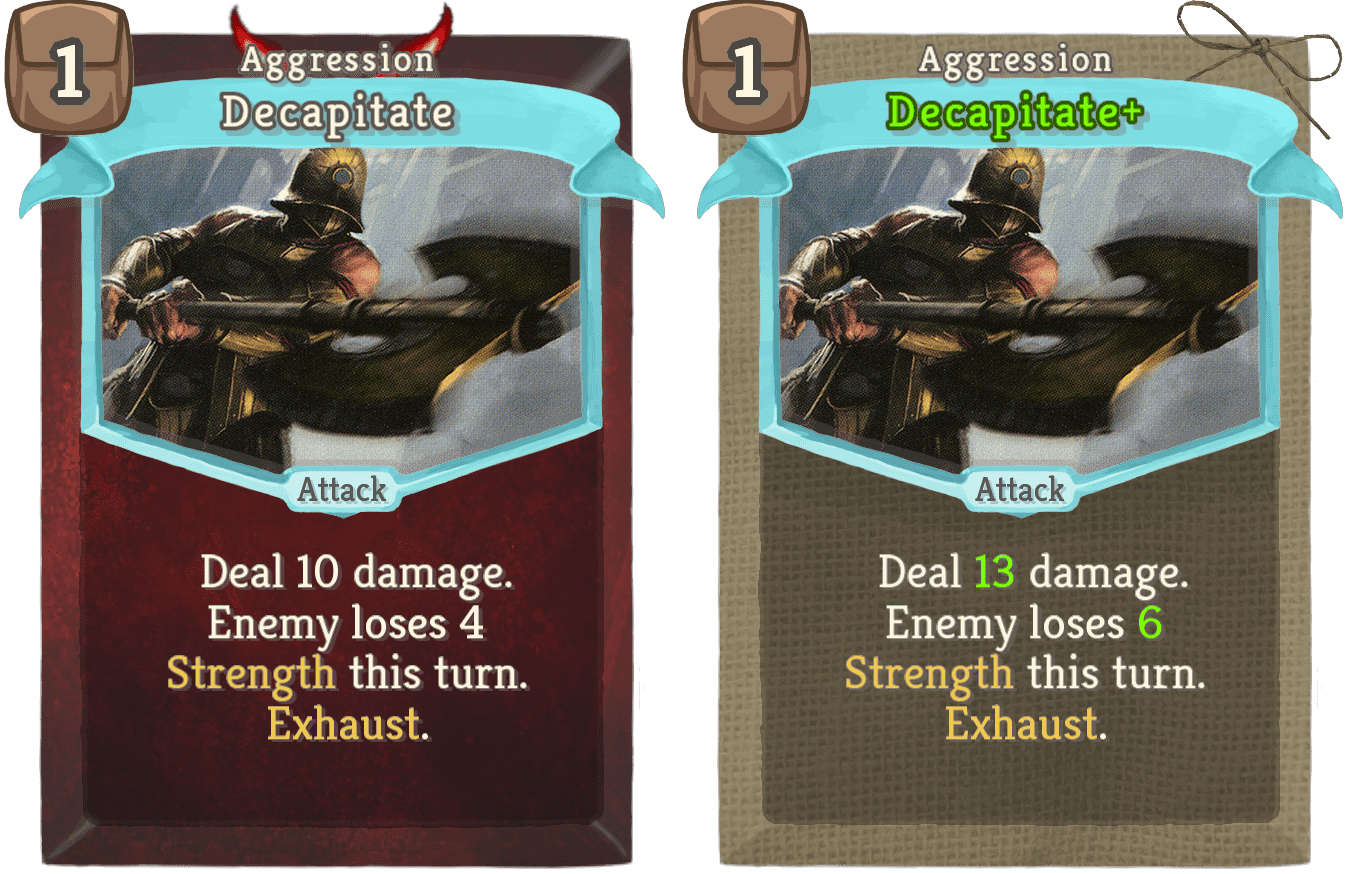 1
Aggression
Decapitate
Attack
Deal 10 damage.
Enemy loses 4
Strength this turn.
Exhaust.
1
Aggression
Decapitate+
Attack
Deal 13 damage.
Enemy loses 6
Strength this turn.
Exhaust.